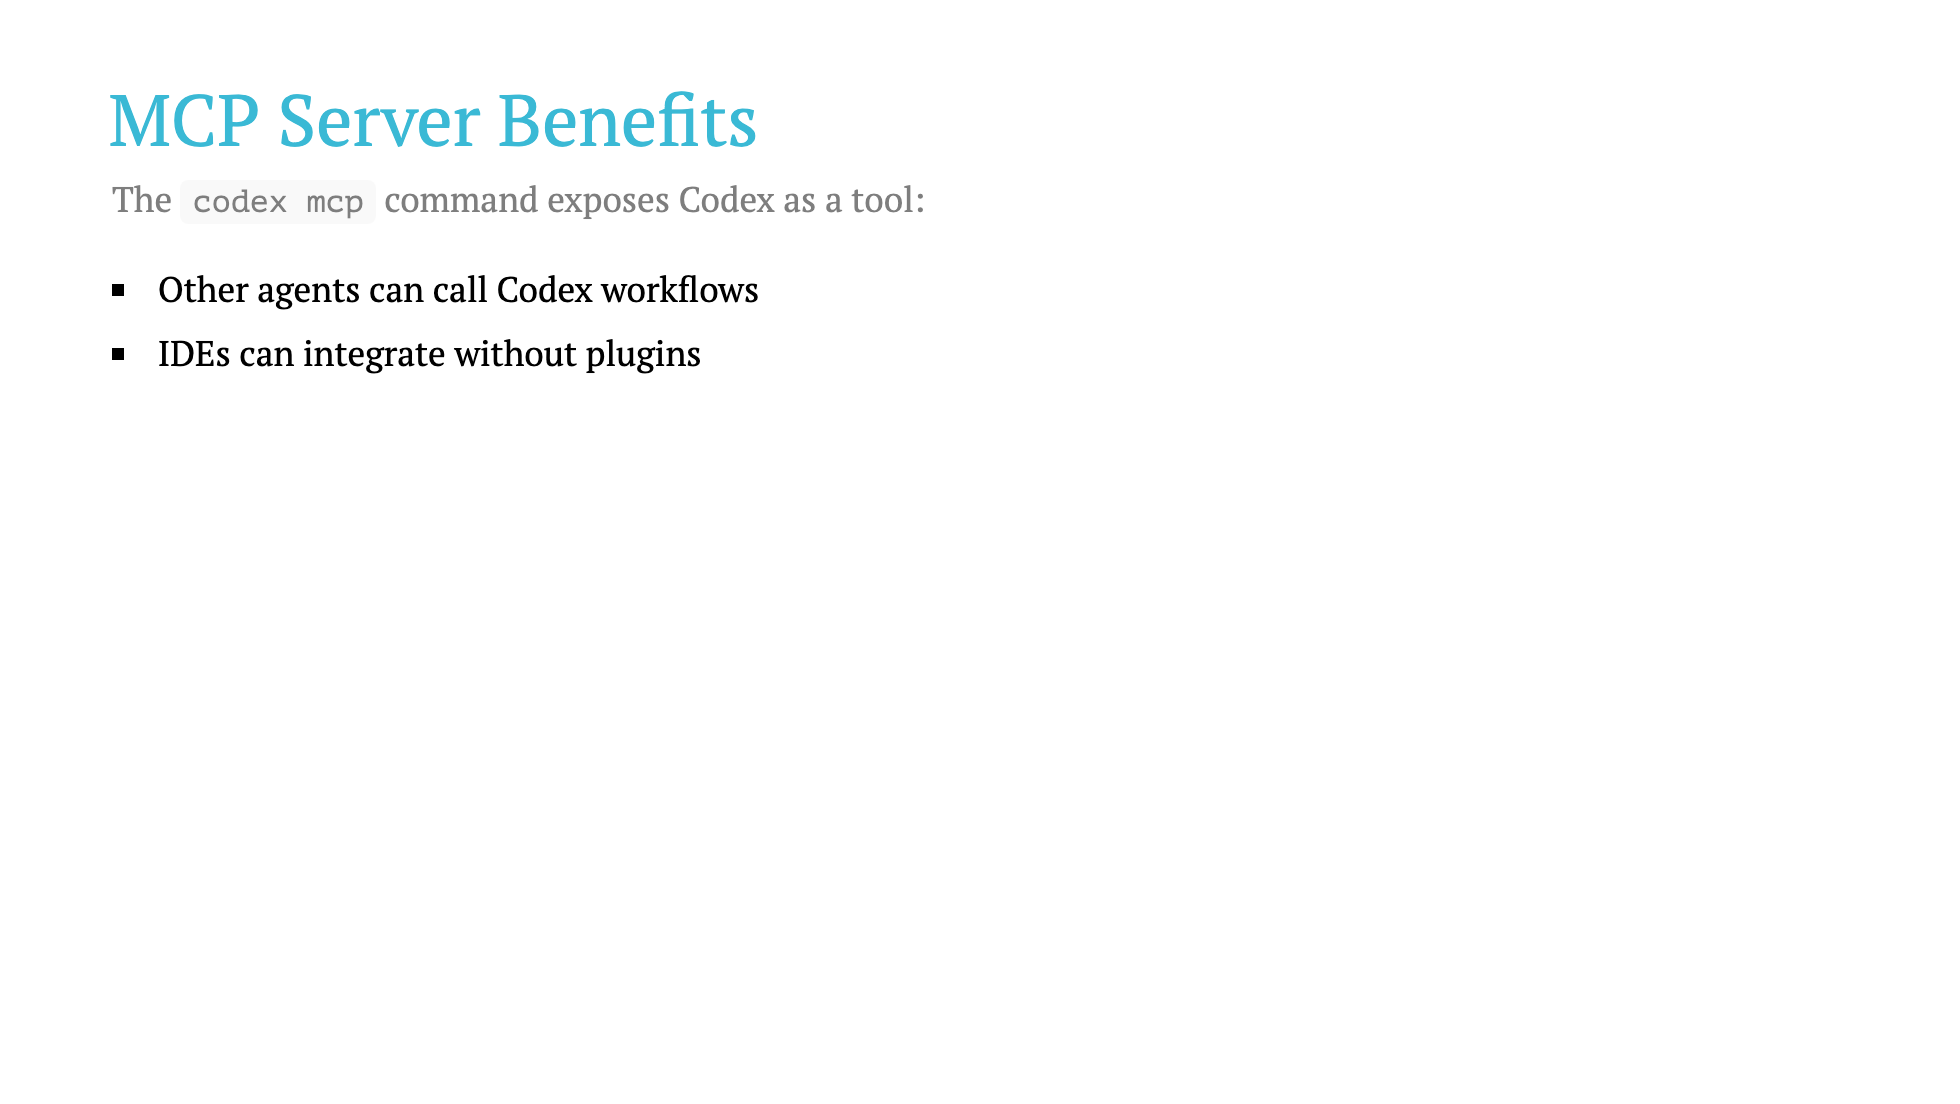 MCP Server Benefits
The codex mcp command exposes Codex as a tool:
Other agents can call Codex workflows
IDEs can integrate without plugins